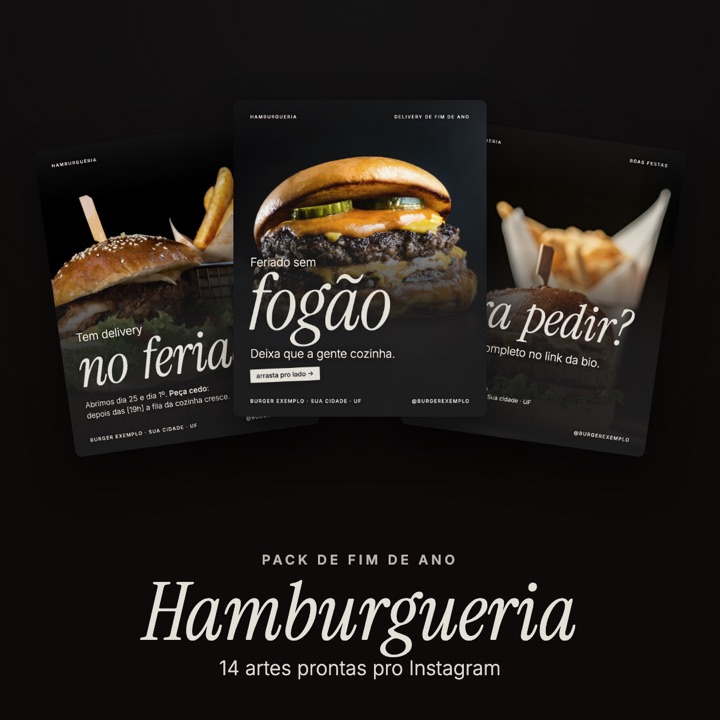 HAMBURGUERIA
Tem delivery
no feria
Abrimos dia 25 e dia 1º. Peça cedo:
depois das [19h] a fila da cozinha cresce.
BURGER EXEMPLO · SUA CIDADE · UF
HAMBURGUERIA
DELIVERY DE FIM DE ANO
Feriado sem
fogão
Deixa que a gente cozinha.
arrasta pro lado →
BURGER EXEMPLO · SUA CIDADE · UF
@BURGEREXEMPLO
BOAS FESTAS
ra pedir?
ompleto no link da bio.
Sua cidade · UF
@BURGEREXEMPLO
PACK DE FIM DE ANO
Hamburgueria
14 artes prontas pro Instagram